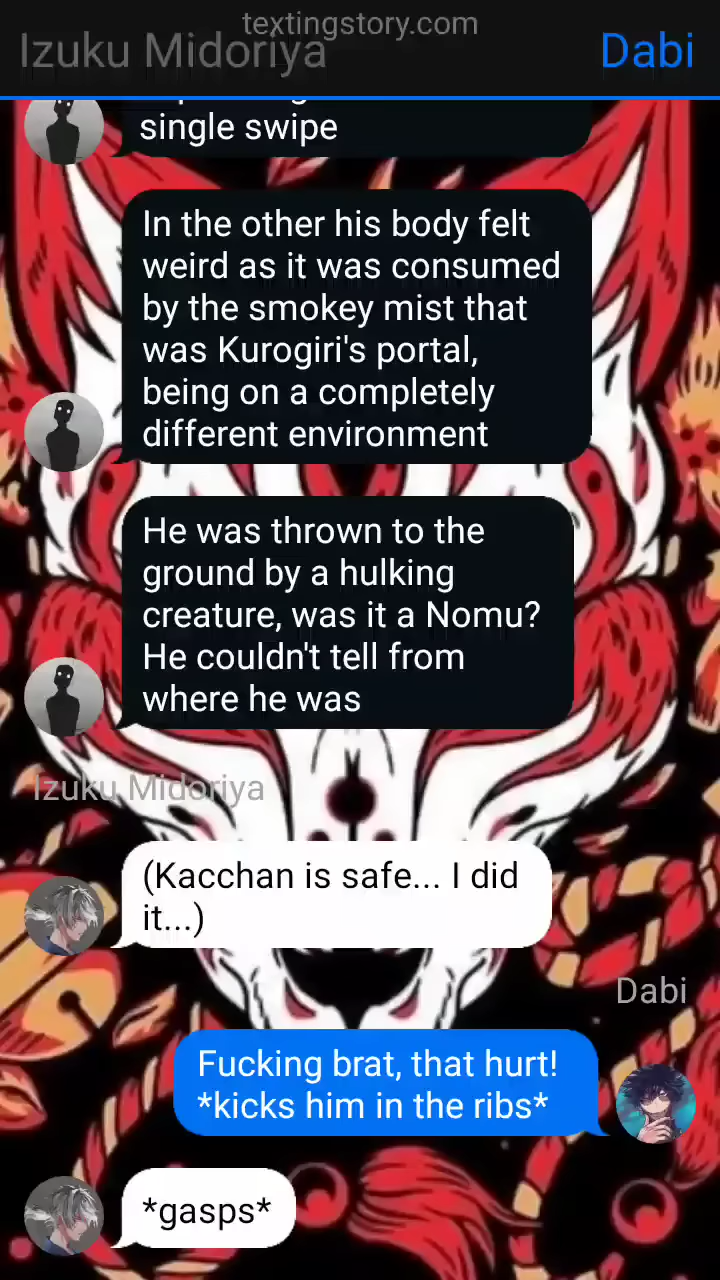 textingstory.com
Izuku Midoriya
Dabi
single swipe
In the other his body felt
weird as it was consumed
by the smokey mist that
was Kurogiri's portal,
being on a completely
different environment
He was thrown to the
ground by a hulking
creature, was it a Nomu?
He couldn't tell from
where he was
Izuku Midoriya
(Kacchan is safe... I did
it...)
Dabi
Fucking brat, that hurt!
*kicks him in the ribs*
*gasps*